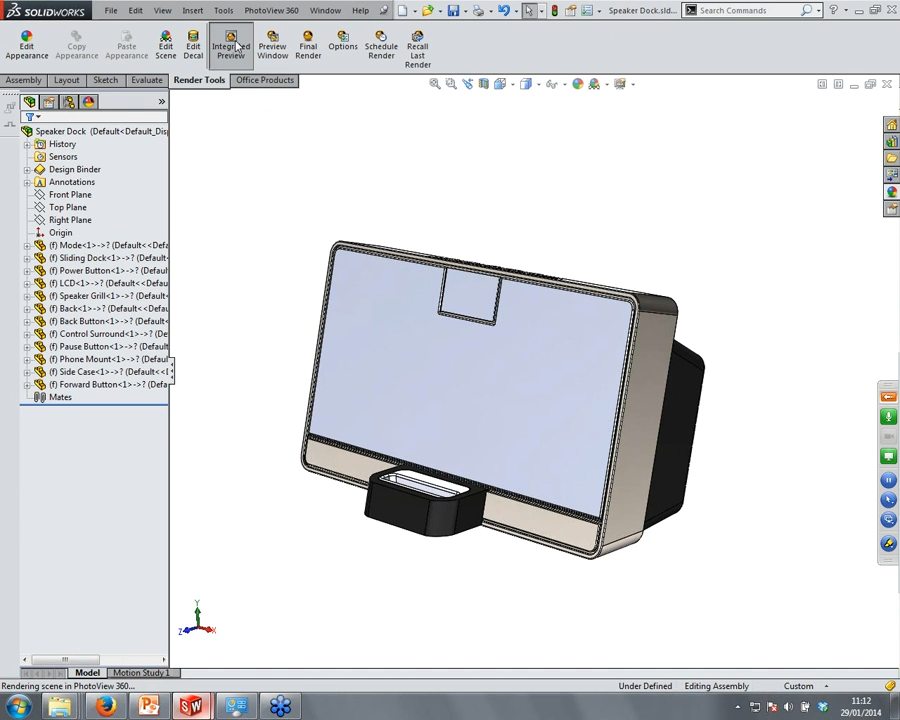 SOLIDWORKS File Edit View Insert Tools PhotoView 360 Window Help Speaker Dock.sld... Search Commands
Edit Appearance Copy Appearance Paste Appearance Edit Scene Edit Decal Integrated Preview Preview Window Final Render Options Schedule Render Recall Last Render
Assembly Layout Sketch Evaluate Render Tools Office Products
Speaker Dock (Default<Default_Disp
History
Sensors
Design Binder
Annotations
Front Plane
Top Plane
Right Plane
Origin
(f) Mode<1>->? (Default<<Def
(f) Sliding Dock<1>->? (Defau
(f) Power Button<1>->? (Defa
(f) LCD<1>->? (Default<<Def
(f) Speaker Grill<1>->? (Defa
(f) Back<1>->? (Default<<Def
(f) Back Button<1>->? (Defau
(f) Control Surround<1>->? (De
(f) Pause Button<1>->? (Defau
(f) Phone Mount<1>->? (Defau
(f) Side Case<1>->? (Default<<
(f) Forward Button<1>->? (Def
Mates
Y
Z X
Model Motion Study 1
Rendering scene in PhotoView 360... Under Defined Editing Assembly Custom
11:12
29/01/2014